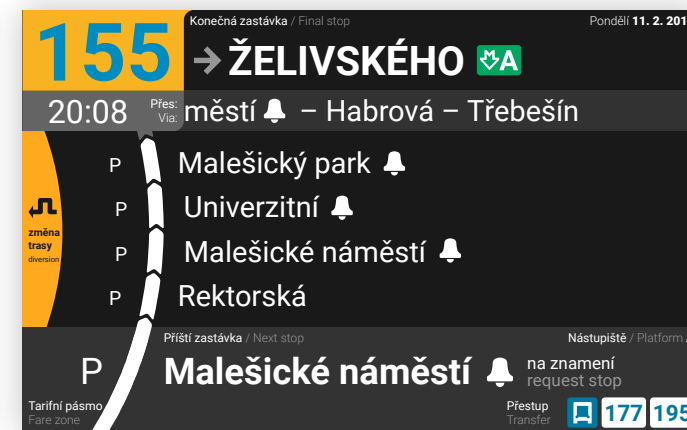 155
Konečná zastávka / Final stop
Pondělí 11. 2. 201
→ ŽELIVSKÉHO A
20:08
Přes:
Via:
městí – Habrová – Třebešín
P Malešický park
P Univerzitní
P Malešické náměstí
P Rektorská
změna
trasy
diversion
Příští zastávka / Next stop
Nástupiště / Platform
P
Malešické náměstí
na znamení
request stop
Tarifní pásmo
Fare zone
Přestup
Transfer
177 195